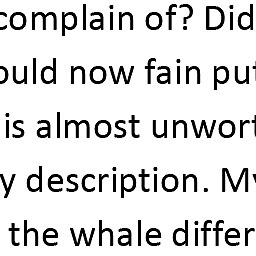 complain of? Did
ould now fain put
is almost unwort
y description. My
the whale differ